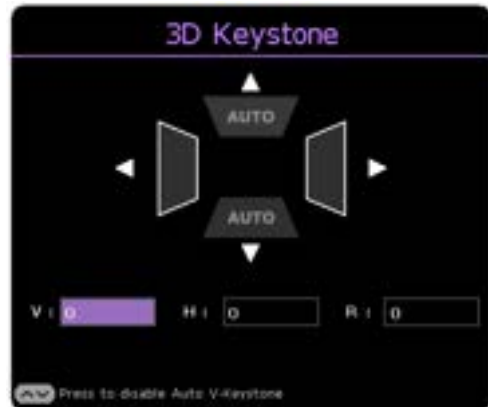 3D Keystone
AUTO
AUTO
V : 0 H : 0 R : 0
Press to disable Auto V-Keystone